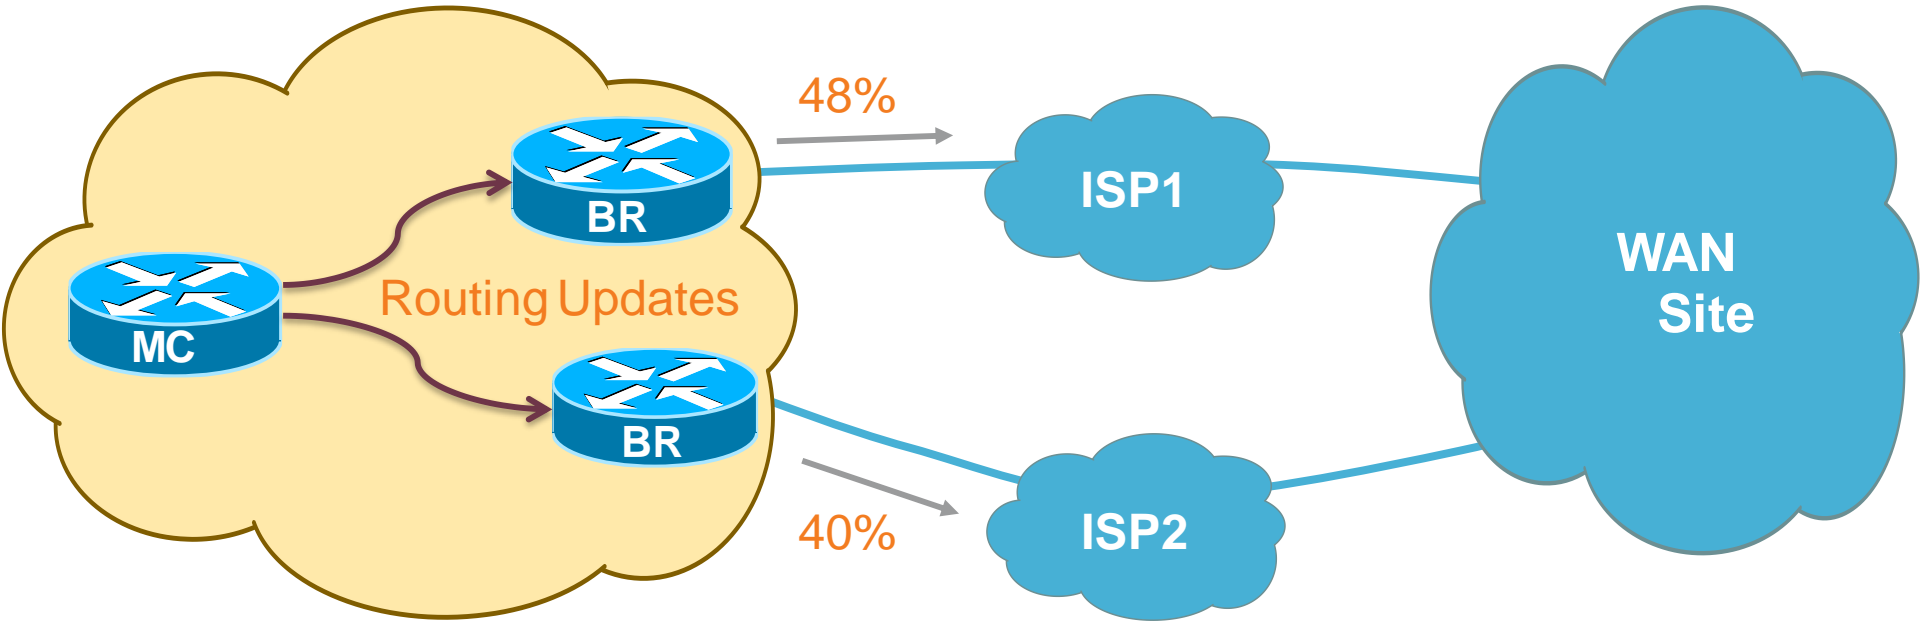 48%
BR
ISP1
Routing Updates
MC
WAN
Site
BR
40%
ISP2